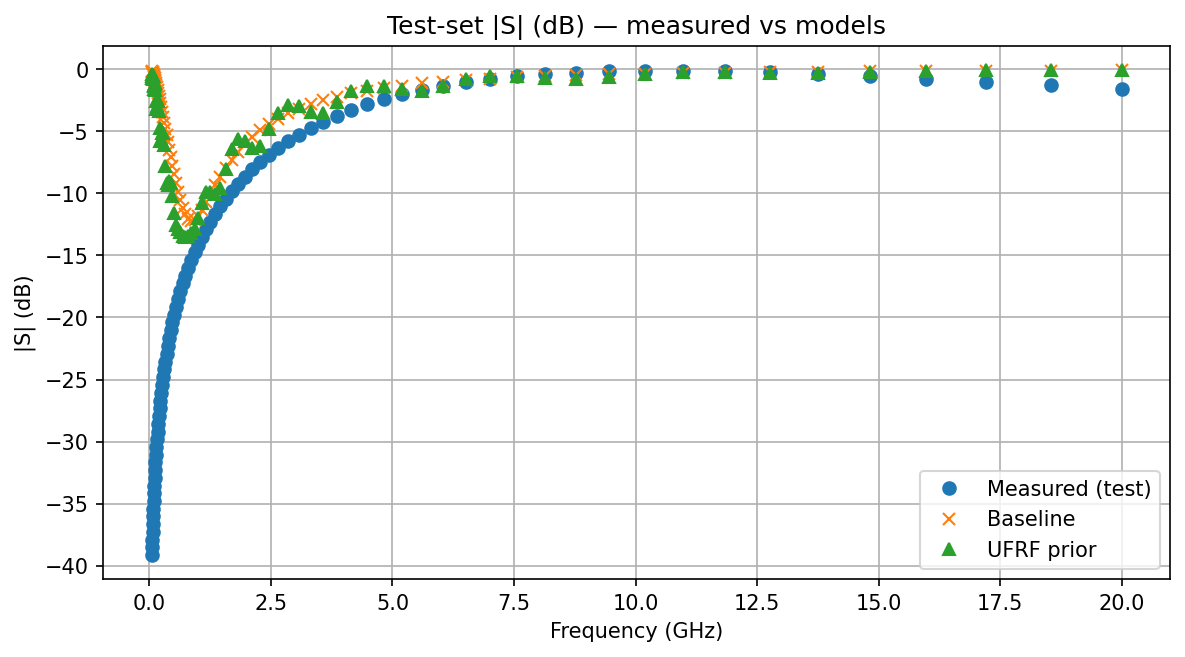 Test-set |S| (dB) — measured vs models
|S| (dB)
0
−5
−10
−15
−20
−25
−30
−35
−40
0.0 2.5 5.0 7.5 10.0 12.5 15.0 17.5 20.0
Frequency (GHz)
Measured (test)
Baseline
UFRF prior